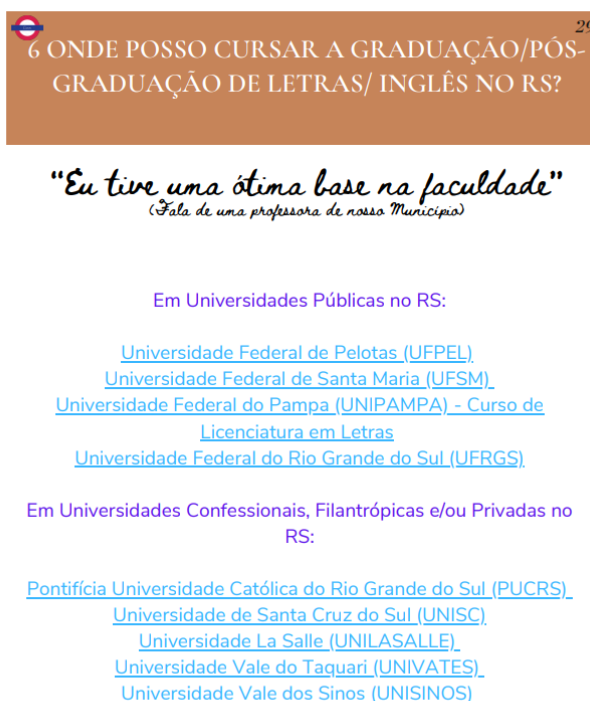 29
6 ONDE POSSO CURSAR A GRADUAÇÃO/PÓS-
GRADUAÇÃO DE LETRAS/ INGLÊS NO RS?
"Eu tive uma ótima base na faculdade"
(Fala de uma professora de nosso Município)
Em Universidades Públicas no RS:
Universidade Federal de Pelotas (UFPEL)
Universidade Federal de Santa Maria (UFSM)
Universidade Federal do Pampa (UNIPAMPA) - Curso de
Licenciatura em Letras
Universidade Federal do Rio Grande do Sul (UFRGS)
Em Universidades Confessionais, Filantrópicas e/ou Privadas no
RS:
Pontifícia Universidade Católica do Rio Grande do Sul (PUCRS)
Universidade de Santa Cruz do Sul (UNISC)
Universidade La Salle (UNILASALLE)
Universidade Vale do Taquari (UNIVATES)
Universidade Vale dos Sinos (UNISINOS)